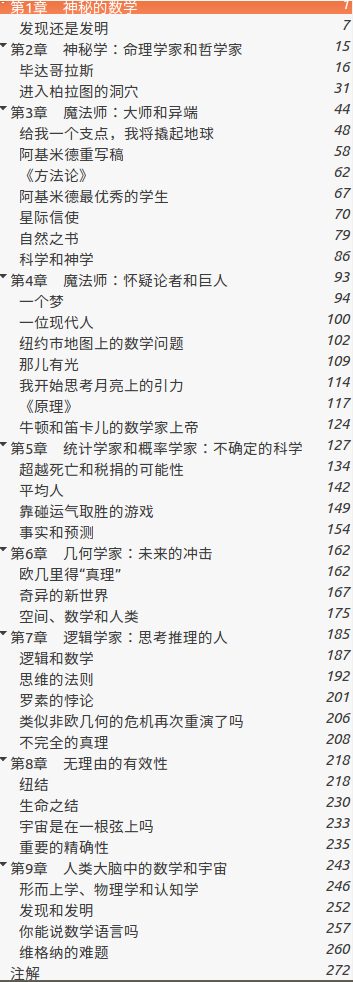 第1章 神秘的数学 1
发现还是发明 7
第2章 神秘学：命理学家和哲学家 15
毕达哥拉斯 16
进入柏拉图的洞穴 31
第3章 魔法师：大师和异端 44
给我一个支点，我将撬起地球 48
阿基米德重写稿 58
《方法论》 62
阿基米德最优秀的学生 67
星际信使 70
自然之书 79
科学和神学 86
第4章 魔法师：怀疑论者和巨人 93
一个梦 94
一位现代人 100
纽约市地图上的数学问题 102
那儿有光 109
我开始思考月亮上的引力 114
《原理》 117
牛顿和笛卡儿的数学家上帝 124
第5章 统计学家和概率学家：不确定的科学 127
超越死亡和税捐的可能性 134
平均人 142
靠碰运气取胜的游戏 149
事实和预测 154
第6章 几何学家：未来的冲击 162
欧几里得“真理” 162
奇异的新世界 167
空间、数学和人类 175
第7章 逻辑学家：思考推理的人 185
逻辑和数学 187
思维的法则 192
罗素的悖论 201
类似非欧几何的危机再次重演了吗 206
不完全的真理 208
第8章 无理由的有效性 218
纽结 218
生命之结 230
宇宙是在一根弦上吗 233
重要的精确性 235
第9章 人类大脑中的数学和宇宙 243
形而上学、物理学和认知学 246
发现和发明 252
你能说数学语言吗 257
维格纳的难题 260
注解 272